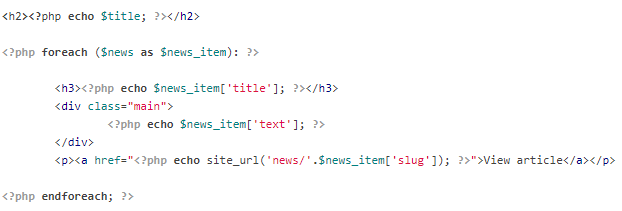 <h2><?php echo $title; ?></h2>
<?php foreach ($news as $news_item): ?>
<h3><?php echo $news_item['title']; ?></h3>
<div class="main">
<?php echo $news_item['text']; ?>
</div>
<p><a href="<?php echo site_url('news/'.$news_item['slug']); ?>">View article</a></p>
<?php endforeach; ?>